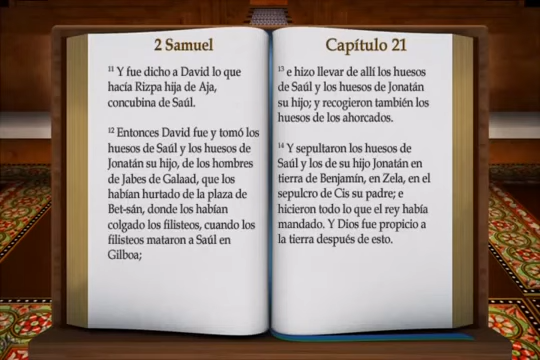 2 Samuel
¹¹ Y fue dicho a David lo que
hacía Rizpa hija de Aja,
concubina de Saúl.
¹² Entonces David fue y tomó los
huesos de Saúl y los huesos de
Jonatán su hijo, de los hombres
de Jabes de Galaad, que los
habían hurtado de la plaza de
Bet-sán, donde los habían
colgado los filisteos, cuando los
filisteos mataron a Saúl en
Gilboa;
Capítulo 21
¹³ e hizo llevar de allí los huesos
de Saúl y los huesos de Jonatán
su hijo; y recogieron también los
huesos de los ahorcados.
¹⁴ Y sepultaron los huesos de
Saúl y los de su hijo Jonatán en
tierra de Benjamín, en Zela, en el
sepulcro de Cis su padre; e
hicieron todo lo que el rey había
mandado. Y Dios fue propicio a
la tierra después de esto.